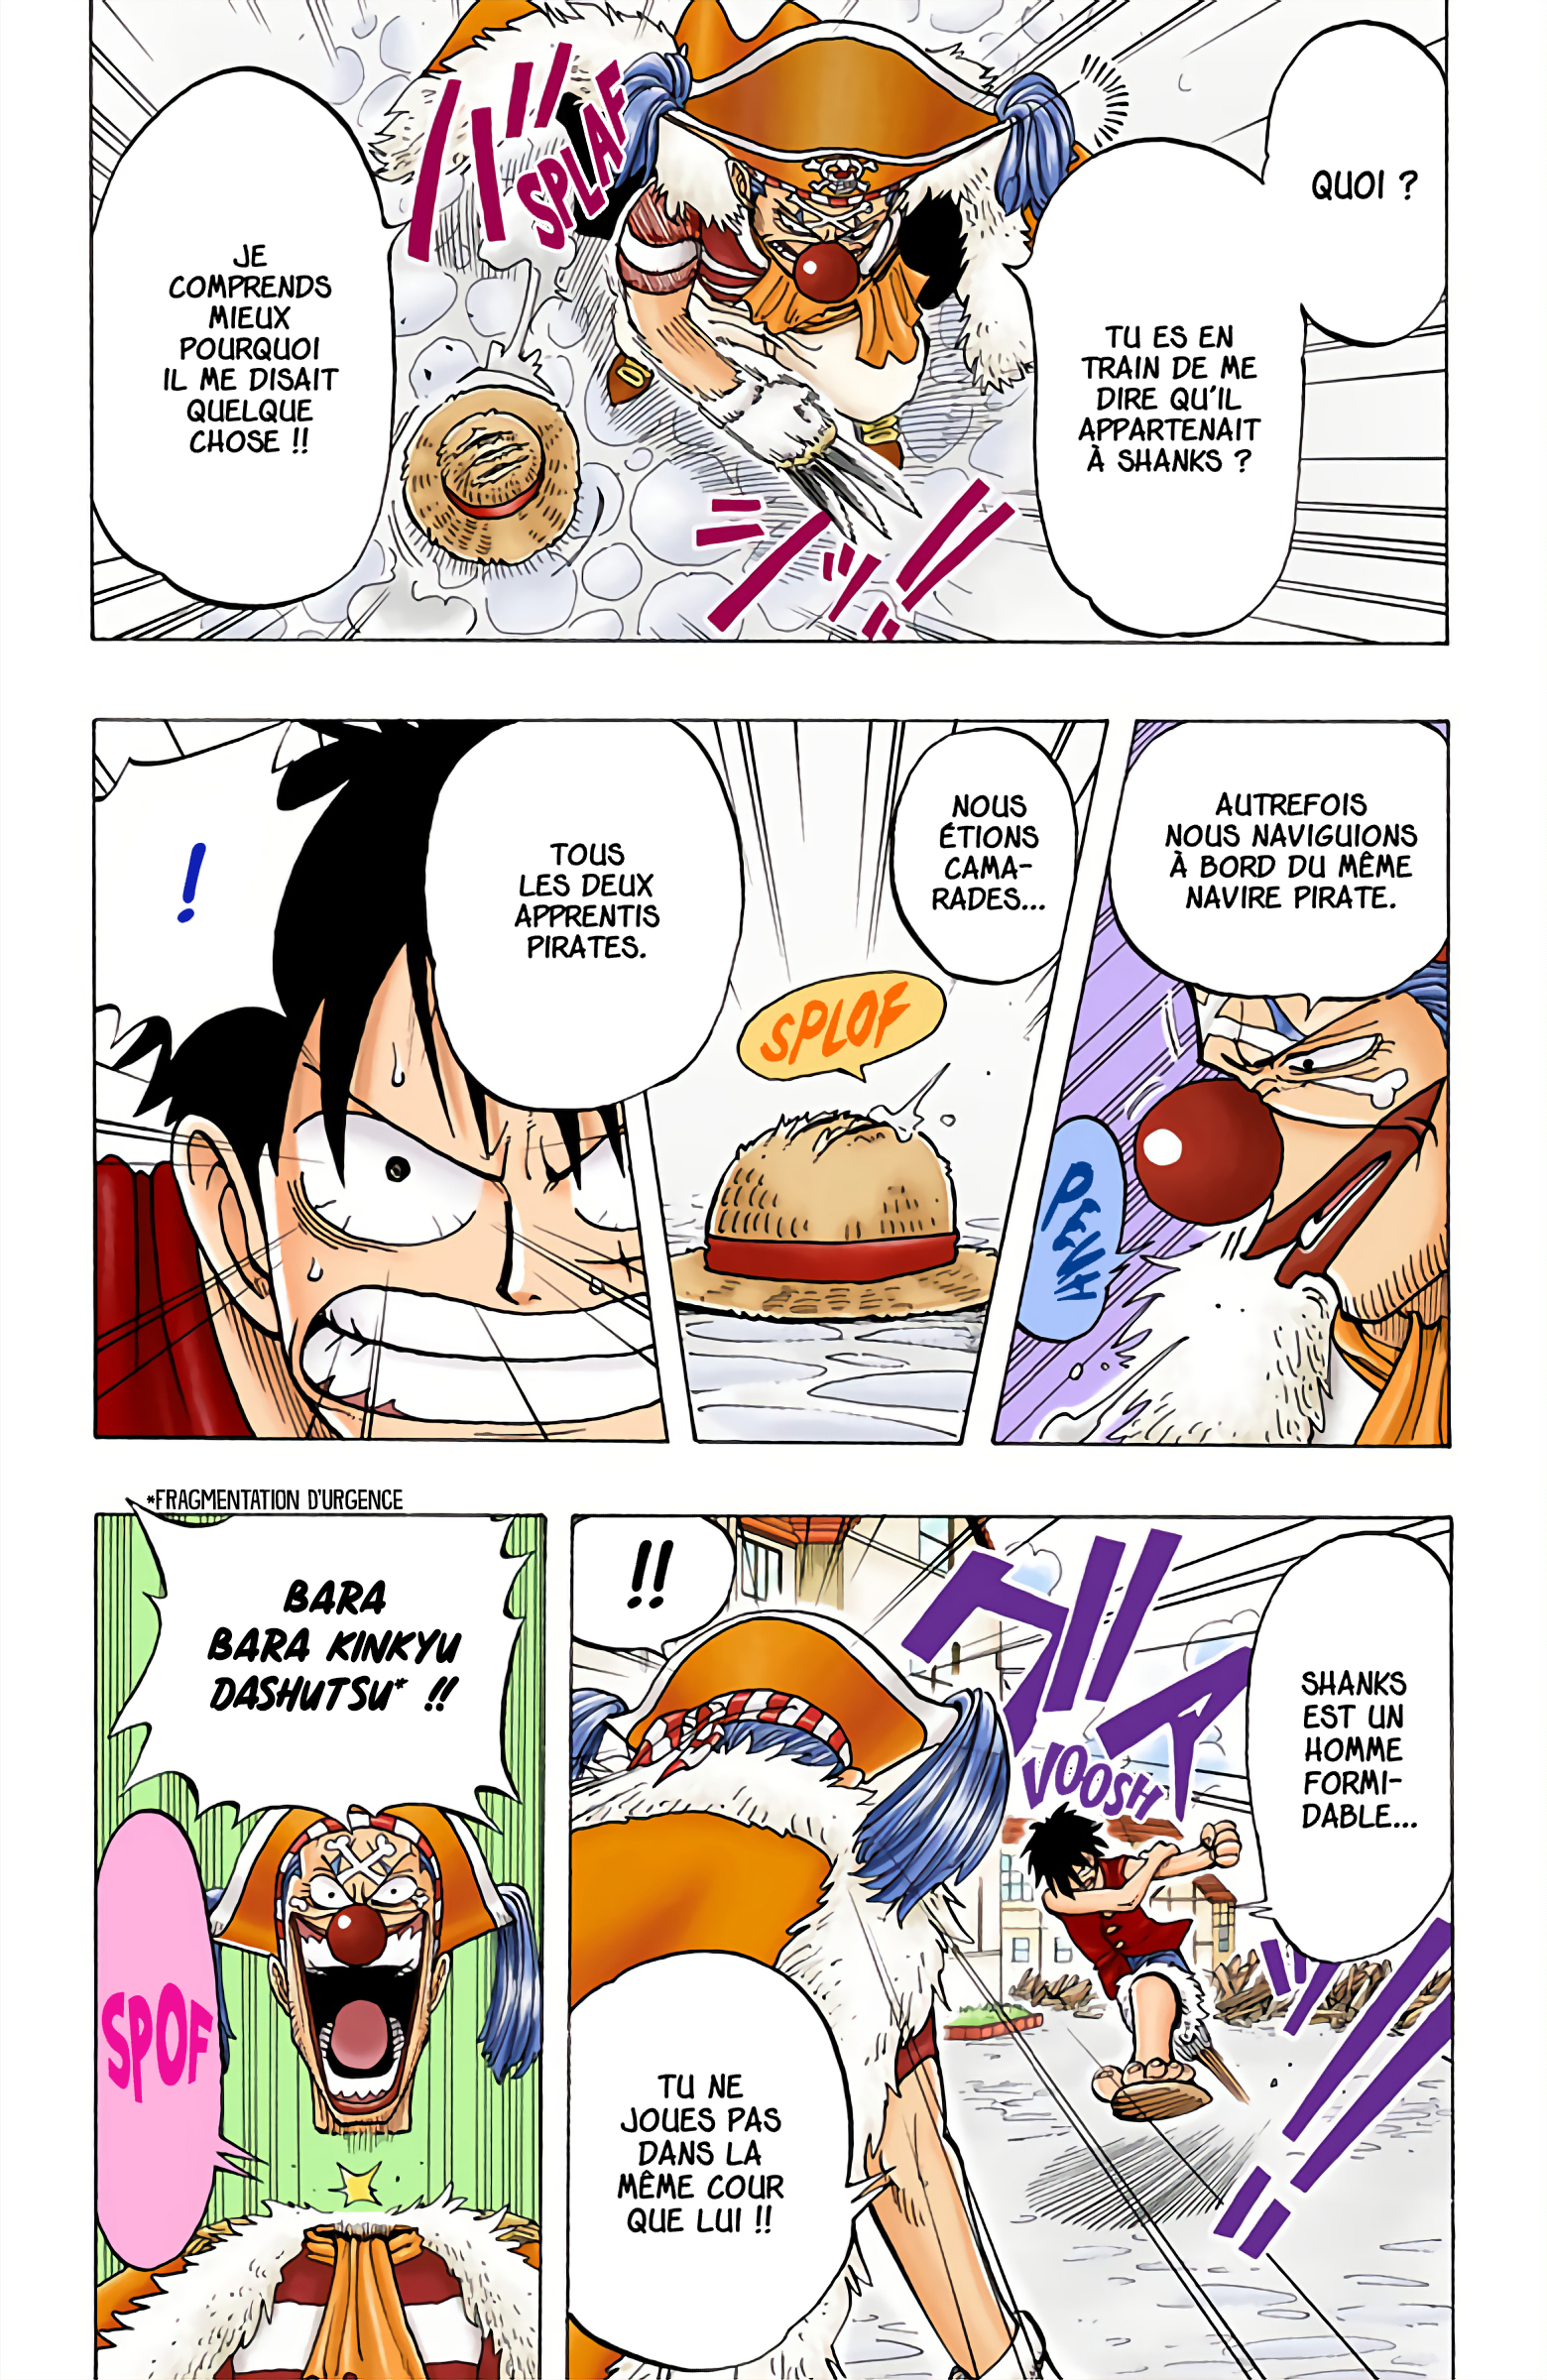 QUOI ?
TU ES EN
TRAIN DE ME
DIRE QU'IL
APPARTENAIT
À SHANKS ?
SPLAF
JE
COMPRENDS
MIEUX
POURQUOI
IL ME DISAIT
QUELQUE
CHOSE !!
AUTREFOIS
NOUS NAVIGUIONS
À BORD DU MÊME
NAVIRE PIRATE.
NOUS
ÉTIONS
CAMA-
RADES...
SPLOF
TOUS
LES DEUX
APPRENTIS
PIRATES.
!
SHANKS
EST UN
HOMME
FORMI-
DABLE...
VOOSH
!!
TU NE
JOUES PAS
DANS LA
MÊME COUR
QUE LUI !!
*FRAGMENTATION D'URGENCE
BARA
BARA KINKYU
DASHUTSU* !!
SPOF